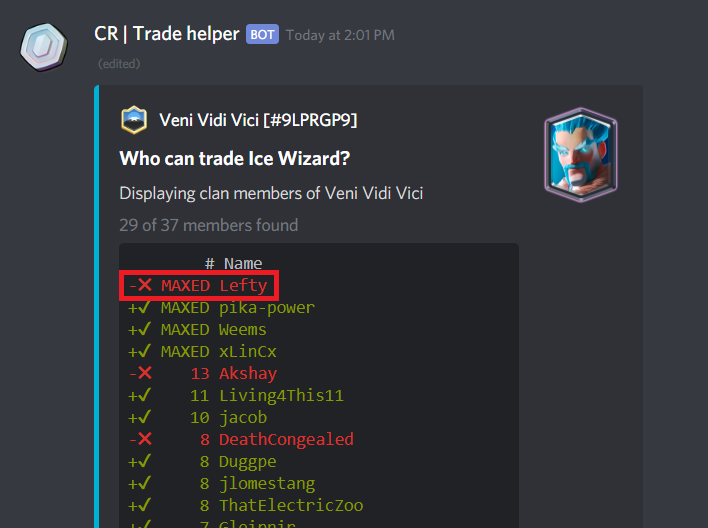 CR | Trade helper BOT Today at 2:01 PM
(edited)
Veni Vidi Vici [#9LPRGP9]
Who can trade Ice Wizard?
Displaying clan members of Veni Vidi Vici
29 of 37 members found
# Name
-❌ MAXED Lefty
+✔ MAXED pika-power
+✔ MAXED Weems
+✔ MAXED xLinCx
-❌ 13 Akshay
+✔ 11 Living4This11
+✔ 10 jacob
-❌ 8 DeathCongealed
+✔ 8 Duggpe
+✔ 8 jlomestang
+✔ 8 ThatElectricZoo
+✔ 7